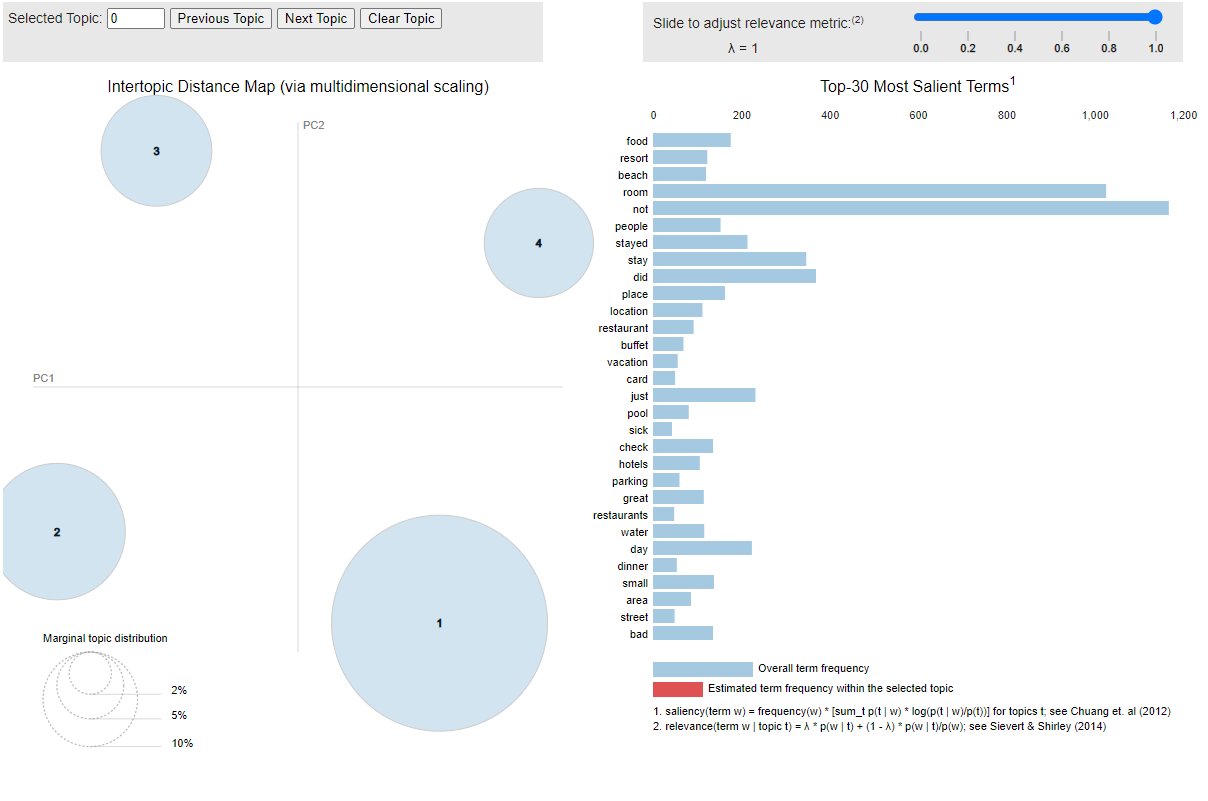 Selected Topic: 0 Previous Topic Next Topic Clear Topic
Slide to adjust relevance metric:(2)
λ = 1
0.0 0.2 0.4 0.6 0.8 1.0
Intertopic Distance Map (via multidimensional scaling)
PC2
PC1
3
4
2
1
Marginal topic distribution
2%
5%
10%
Top-30 Most Salient Terms1
0 200 400 600 800 1,000 1,200
food
resort
beach
room
not
people
stayed
stay
did
place
location
restaurant
buffet
vacation
card
just
pool
sick
check
hotels
parking
great
restaurants
water
day
dinner
small
area
street
bad
Overall term frequency
Estimated term frequency within the selected topic
1. saliency(term w) = frequency(w) * [sum_t p(t | w) * log(p(t | w)/p(t))] for topics t; see Chuang et. al (2012)
2. relevance(term w | topic t) = λ * p(w | t) + (1 - λ) * p(w | t)/p(w); see Sievert & Shirley (2014)